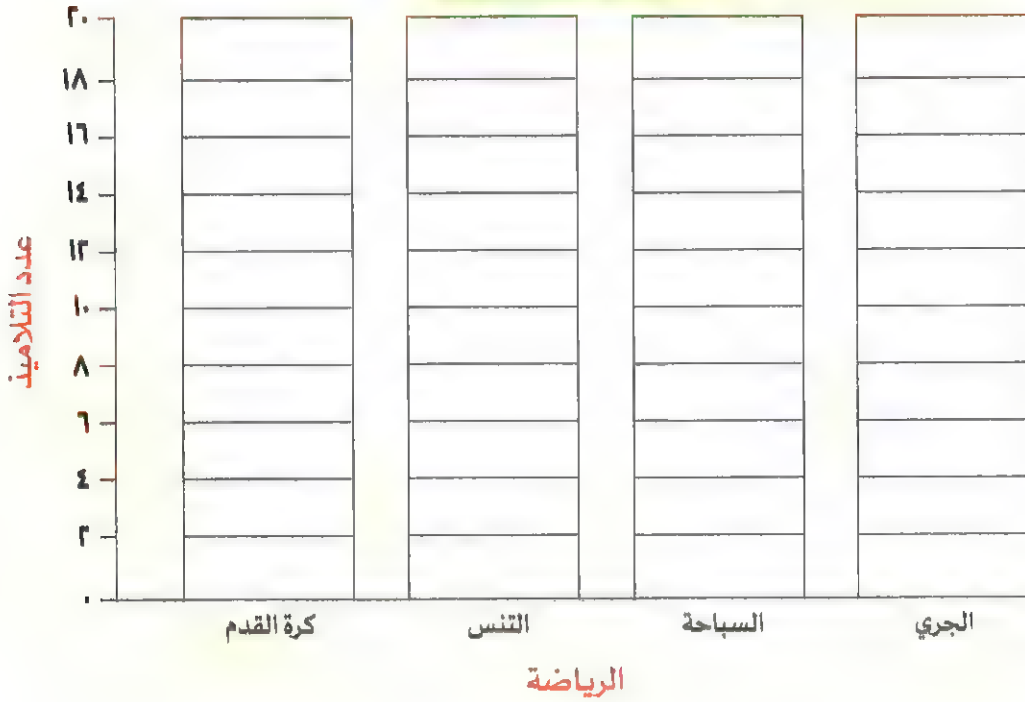 عدد التلاميذ
٢٠
١٨
١٦
١٤
١٢
١٠
٨
٦
٤
٢
٠
كرة القدم
التنس
السباحة
الجري
الرياضة